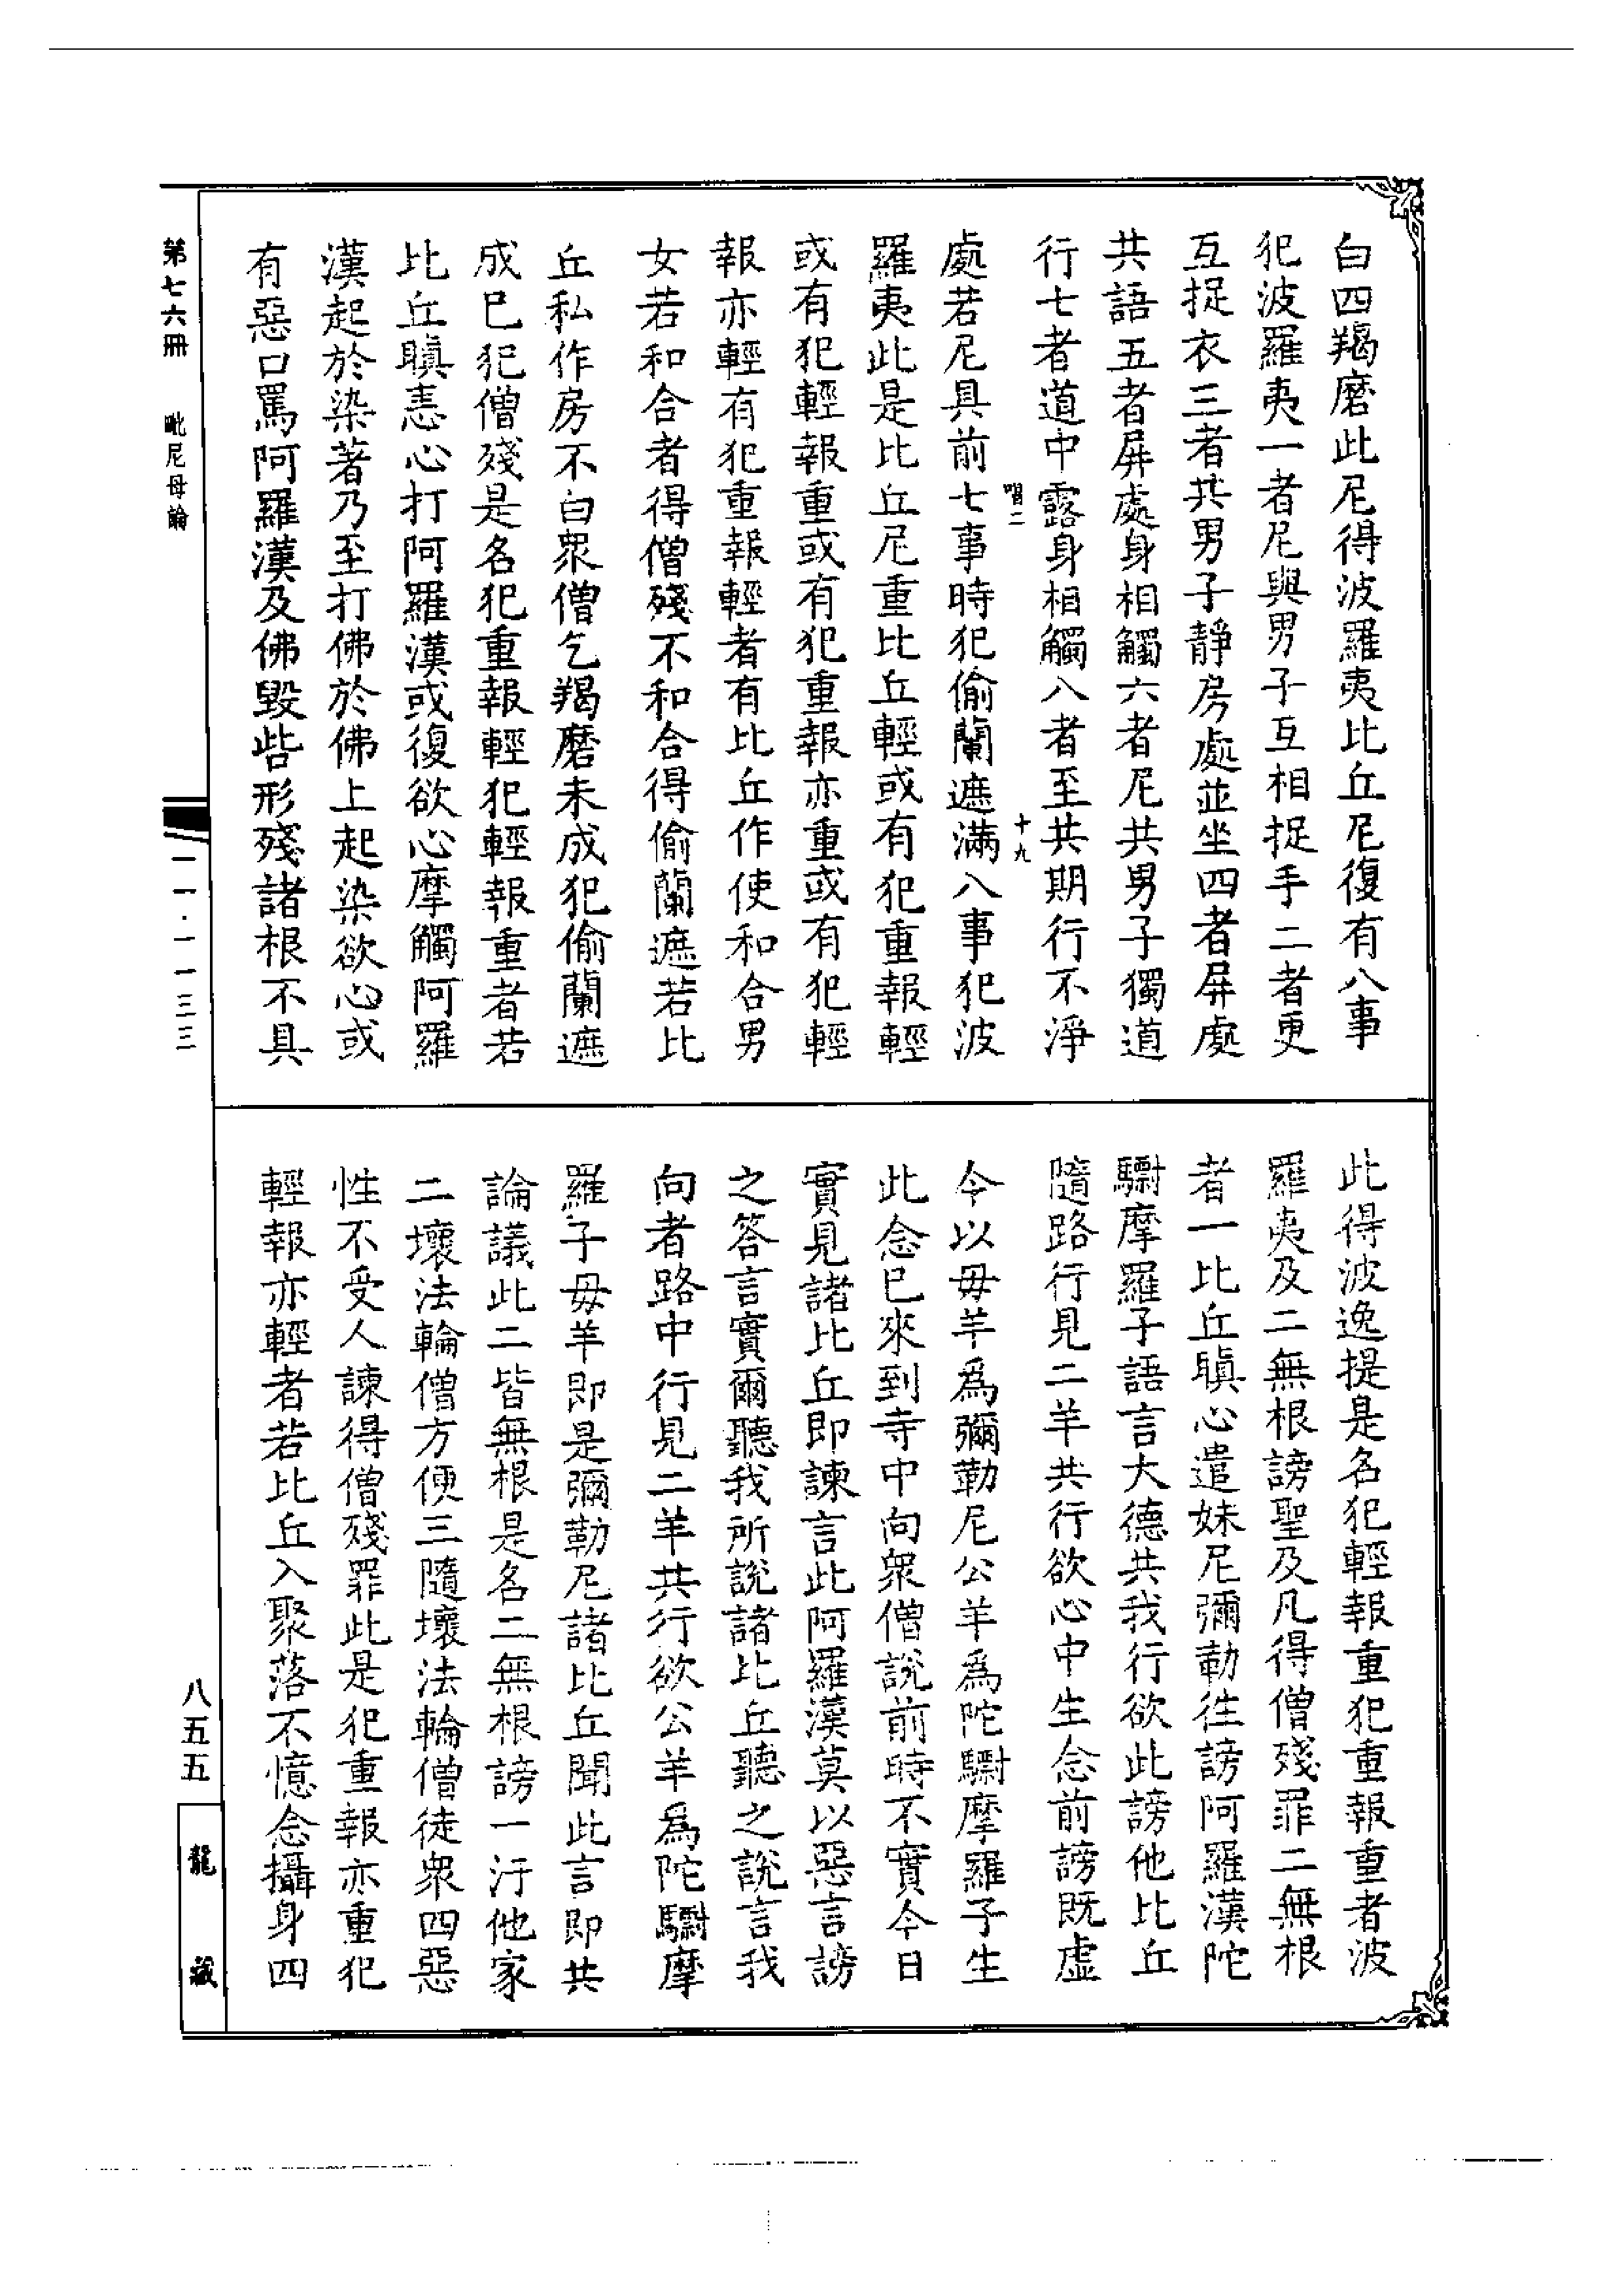 白四羯磨此尼得波羅夷比丘尼復有八事
犯波羅夷一者尼與男子互相捉手二者更
互捉衣三者共男子靜房處並坐四者屏處
共語五者屏處身相觸六者尼共男子獨道
行七者道中露身相觸八者至共期行不淨
十九
處若尼具前七事時犯偷蘭遮滿八事犯波
羅夷此是比丘尼重比丘輕或有犯重報輕
或有犯輕報重或有犯重報亦重或有犯輕
報亦輕有犯重報輕者有比丘作使和合男
女若和合者得僧殘不和合得偷蘭遮若比
丘私作房不白眾僧乞羯磨未成犯偷蘭遮
成已犯僧殘是名犯重報輕犯輕報重者若
比丘瞋恚心打阿羅漢或復欲心摩觸阿羅
漢起於染著乃至打佛於佛上起染欲心或
有惡口罵阿羅漢及佛毀呰形殘諸根不具
此得波逸提是名犯輕報重犯重報重者波
羅夷及二無根謗聖及凡得僧殘罪二無根
者一比丘瞋心遣妹尼彌勒往謗阿羅漢陀
驃摩羅子語言大德共我行欲此謗他比丘
隨路行見二羊共行欲心中生念前謗既虛
今以毋羊為彌勒尼公羊為陀驃摩羅子生
此念已來到寺中向眾僧說前時不實今日
實見諸比丘即諫言此阿羅漢莫以惡言謗
之答言實爾聽我所說諸比丘聽之說言我
向者路中行見二羊共行欲公羊為陀驃摩
羅子毋羊即是彌勒尼諸比丘聞此言即共
論議此二皆無根是名二無根謗一汙他家
二壞法輪僧方便三隨壞法輪僧徒眾四惡
性不受人諫得僧殘罪此是犯重報亦重犯
輕報亦輕者若比丘入聚落不憶念攝身四
第七六冊 毗尼母論
一一·一一三三
八五五
龍藏